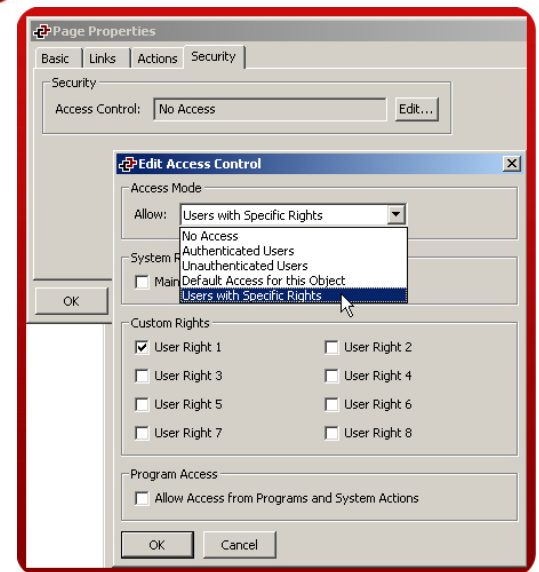 Page Properties
Basic Links Actions Security
Security
Access Control: No Access Edit...
Edit Access Control
Access Mode
Allow: Users with Specific Rights
No Access
Authenticated Users
Unauthenticated Users
Default Access for this Object
Users with Specific Rights
System R
Main
OK
Custom Rights
User Right 1 User Right 2
User Right 3 User Right 4
User Right 5 User Right 6
User Right 7 User Right 8
Program Access
Allow Access from Programs and System Actions
OK Cancel